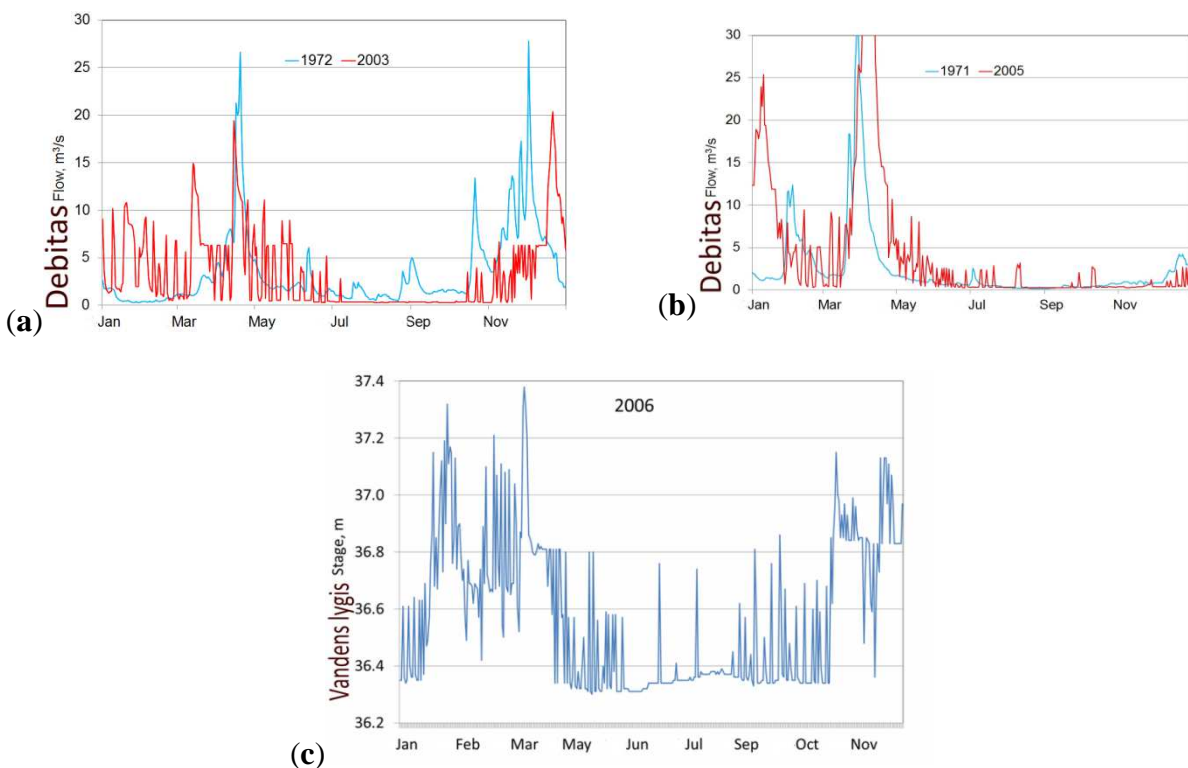 30
25
20
15
10
5
0
Debitas Flow, m³/s
1972 2003
Jan Mar May Jul Sep Nov
(a)
30
25
20
15
10
5
0
Debitas Flow, m³/s
1971 2005
Jan Mar May Jul Sep Nov
(b)
37.4
37.2
37.0
36.8
36.6
36.4
36.2
Vandens lygis Stage, m
2006
Jan Feb Mar May Jun Jul Sep Oct Nov
(c)